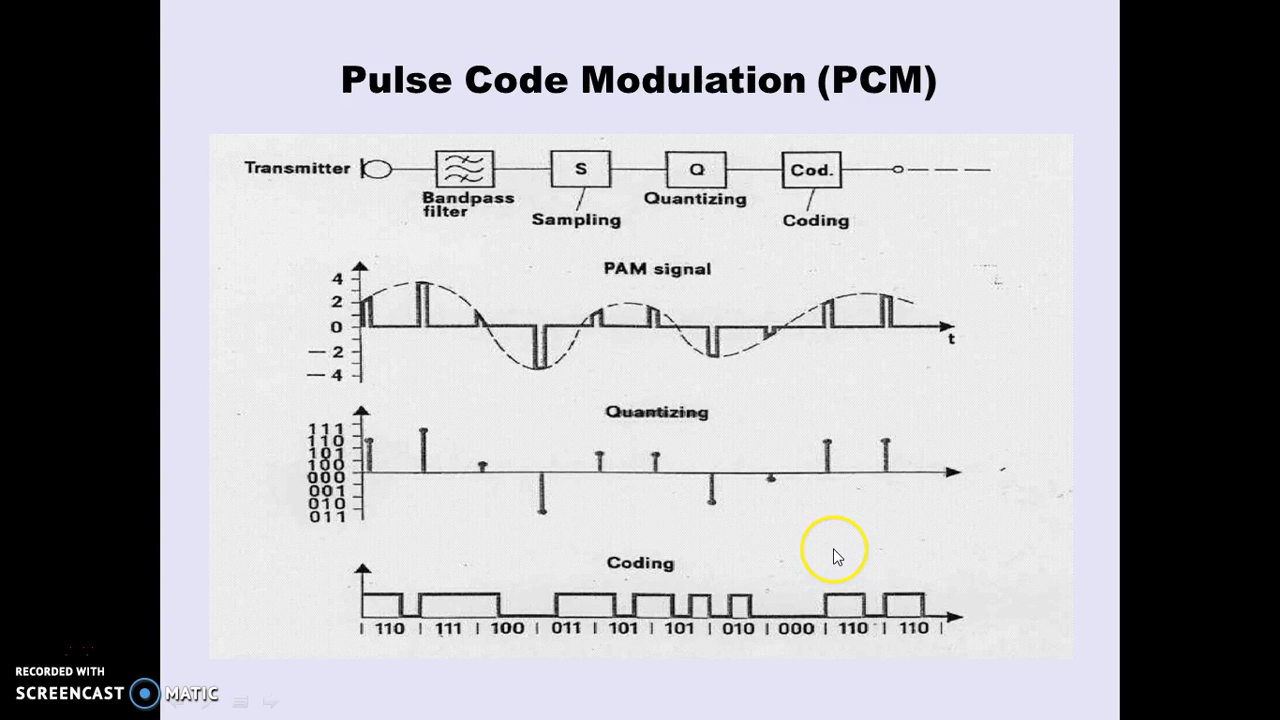 Pulse Code Modulation (PCM)
Transmitter
S
Q
Cod.
Bandpass
filter
Sampling
Quantizing
Coding
PAM signal
4
2
0
— 2
— 4
t
Quantizing
111
110
101
100
000
001
010
011
Coding
| 110 | 111 | 100 | 011 | 101 | 101 | 010 | 000 | 110 | 110 |
RECORDED WITH
SCREENCAST MATIC